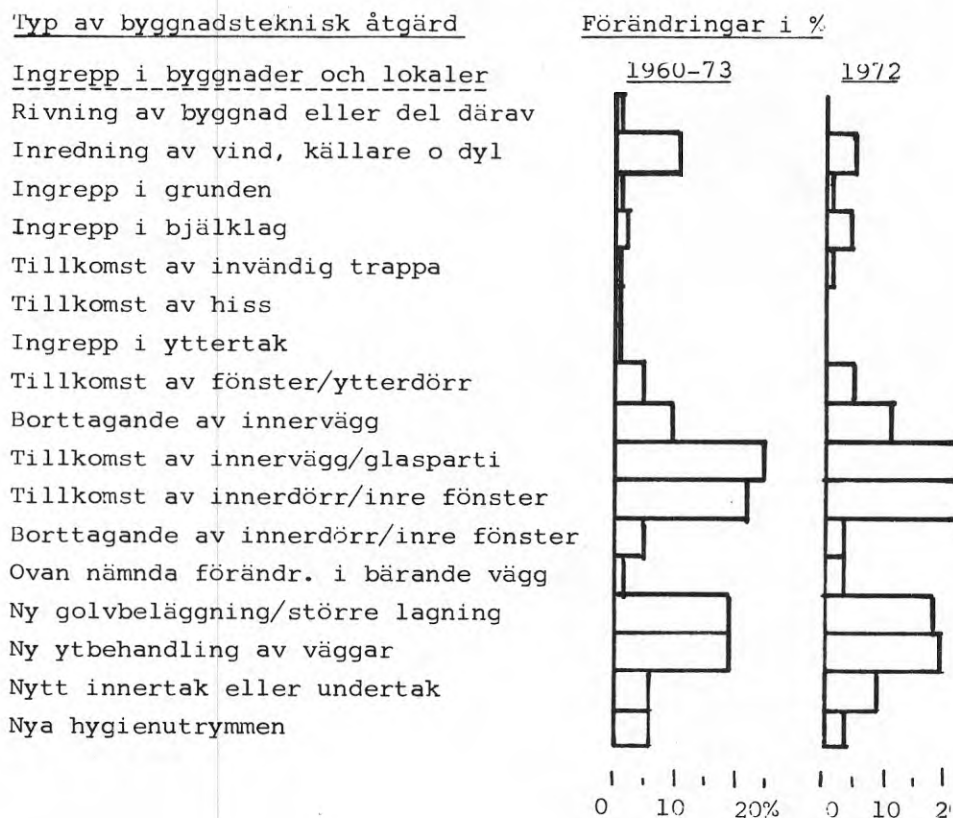 Typ av byggnadsteknisk åtgärd Förändringar i %
Ingrepp i byggnader och lokaler 1960-73 1972
Rivning av byggnad eller del därav
Inredning av vind, källare o dyl
Ingrepp i grunden
Ingrepp i bjälklag
Tillkomst av invändig trappa
Tillkomst av hiss
Ingrepp i yttertak
Tillkomst av fönster/ytterdörr
Borttagande av innervägg
Tillkomst av innervägg/glasparti
Tillkomst av innerdörr/inre fönster
Borttagande av innerdörr/inre fönster
Ovan nämnda förändr. i bärande vägg
Ny golvbeläggning/större lagning
Ny ytbehandling av väggar
Nytt innertak eller undertak
Nya hygienutrymmen
0 10 20% 0 10 2